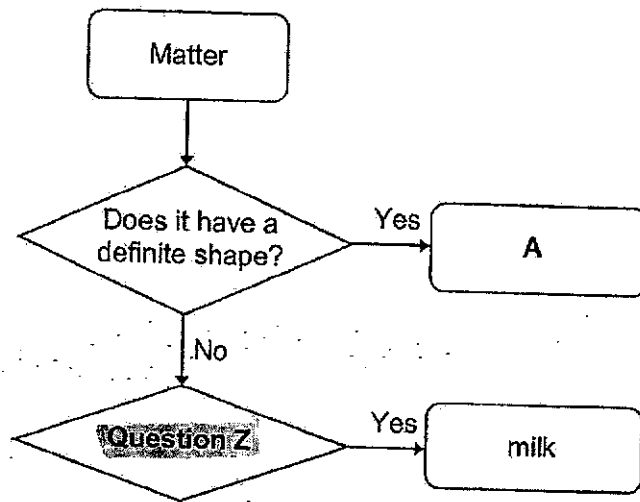 Matter
Does it have a
definite shape?
Yes
A
No
Question Z
Yes
milk